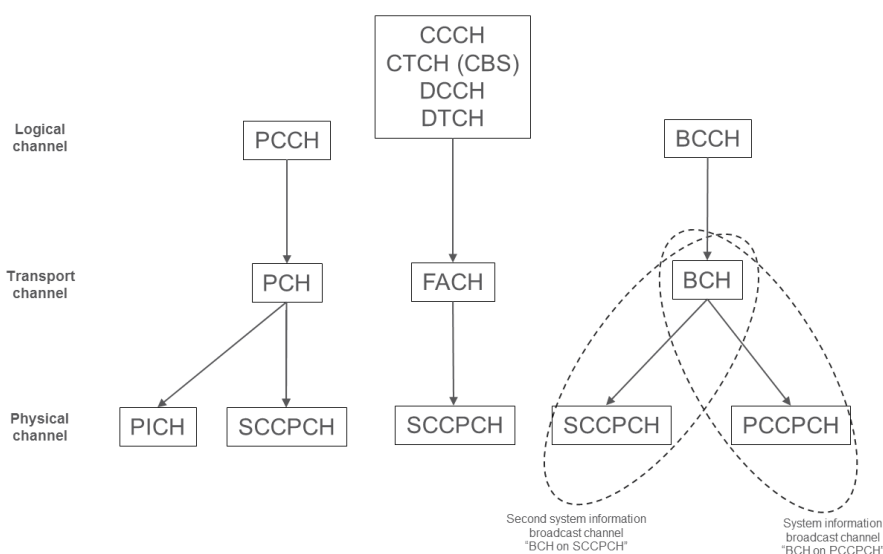 CCCH
CTCH (CBS)
DCCH
DTCH
Logical
channel
PCCH
BCCH
Transport
channel
PCH
FACH
BCH
Physical
channel
PICH
SCCPCH
SCCPCH
SCCPCH
PCCPCH
Second system information
broadcast channel
"BCH on SCCPCH"
System information
broadcast channel
"BCH on PCCPCH"